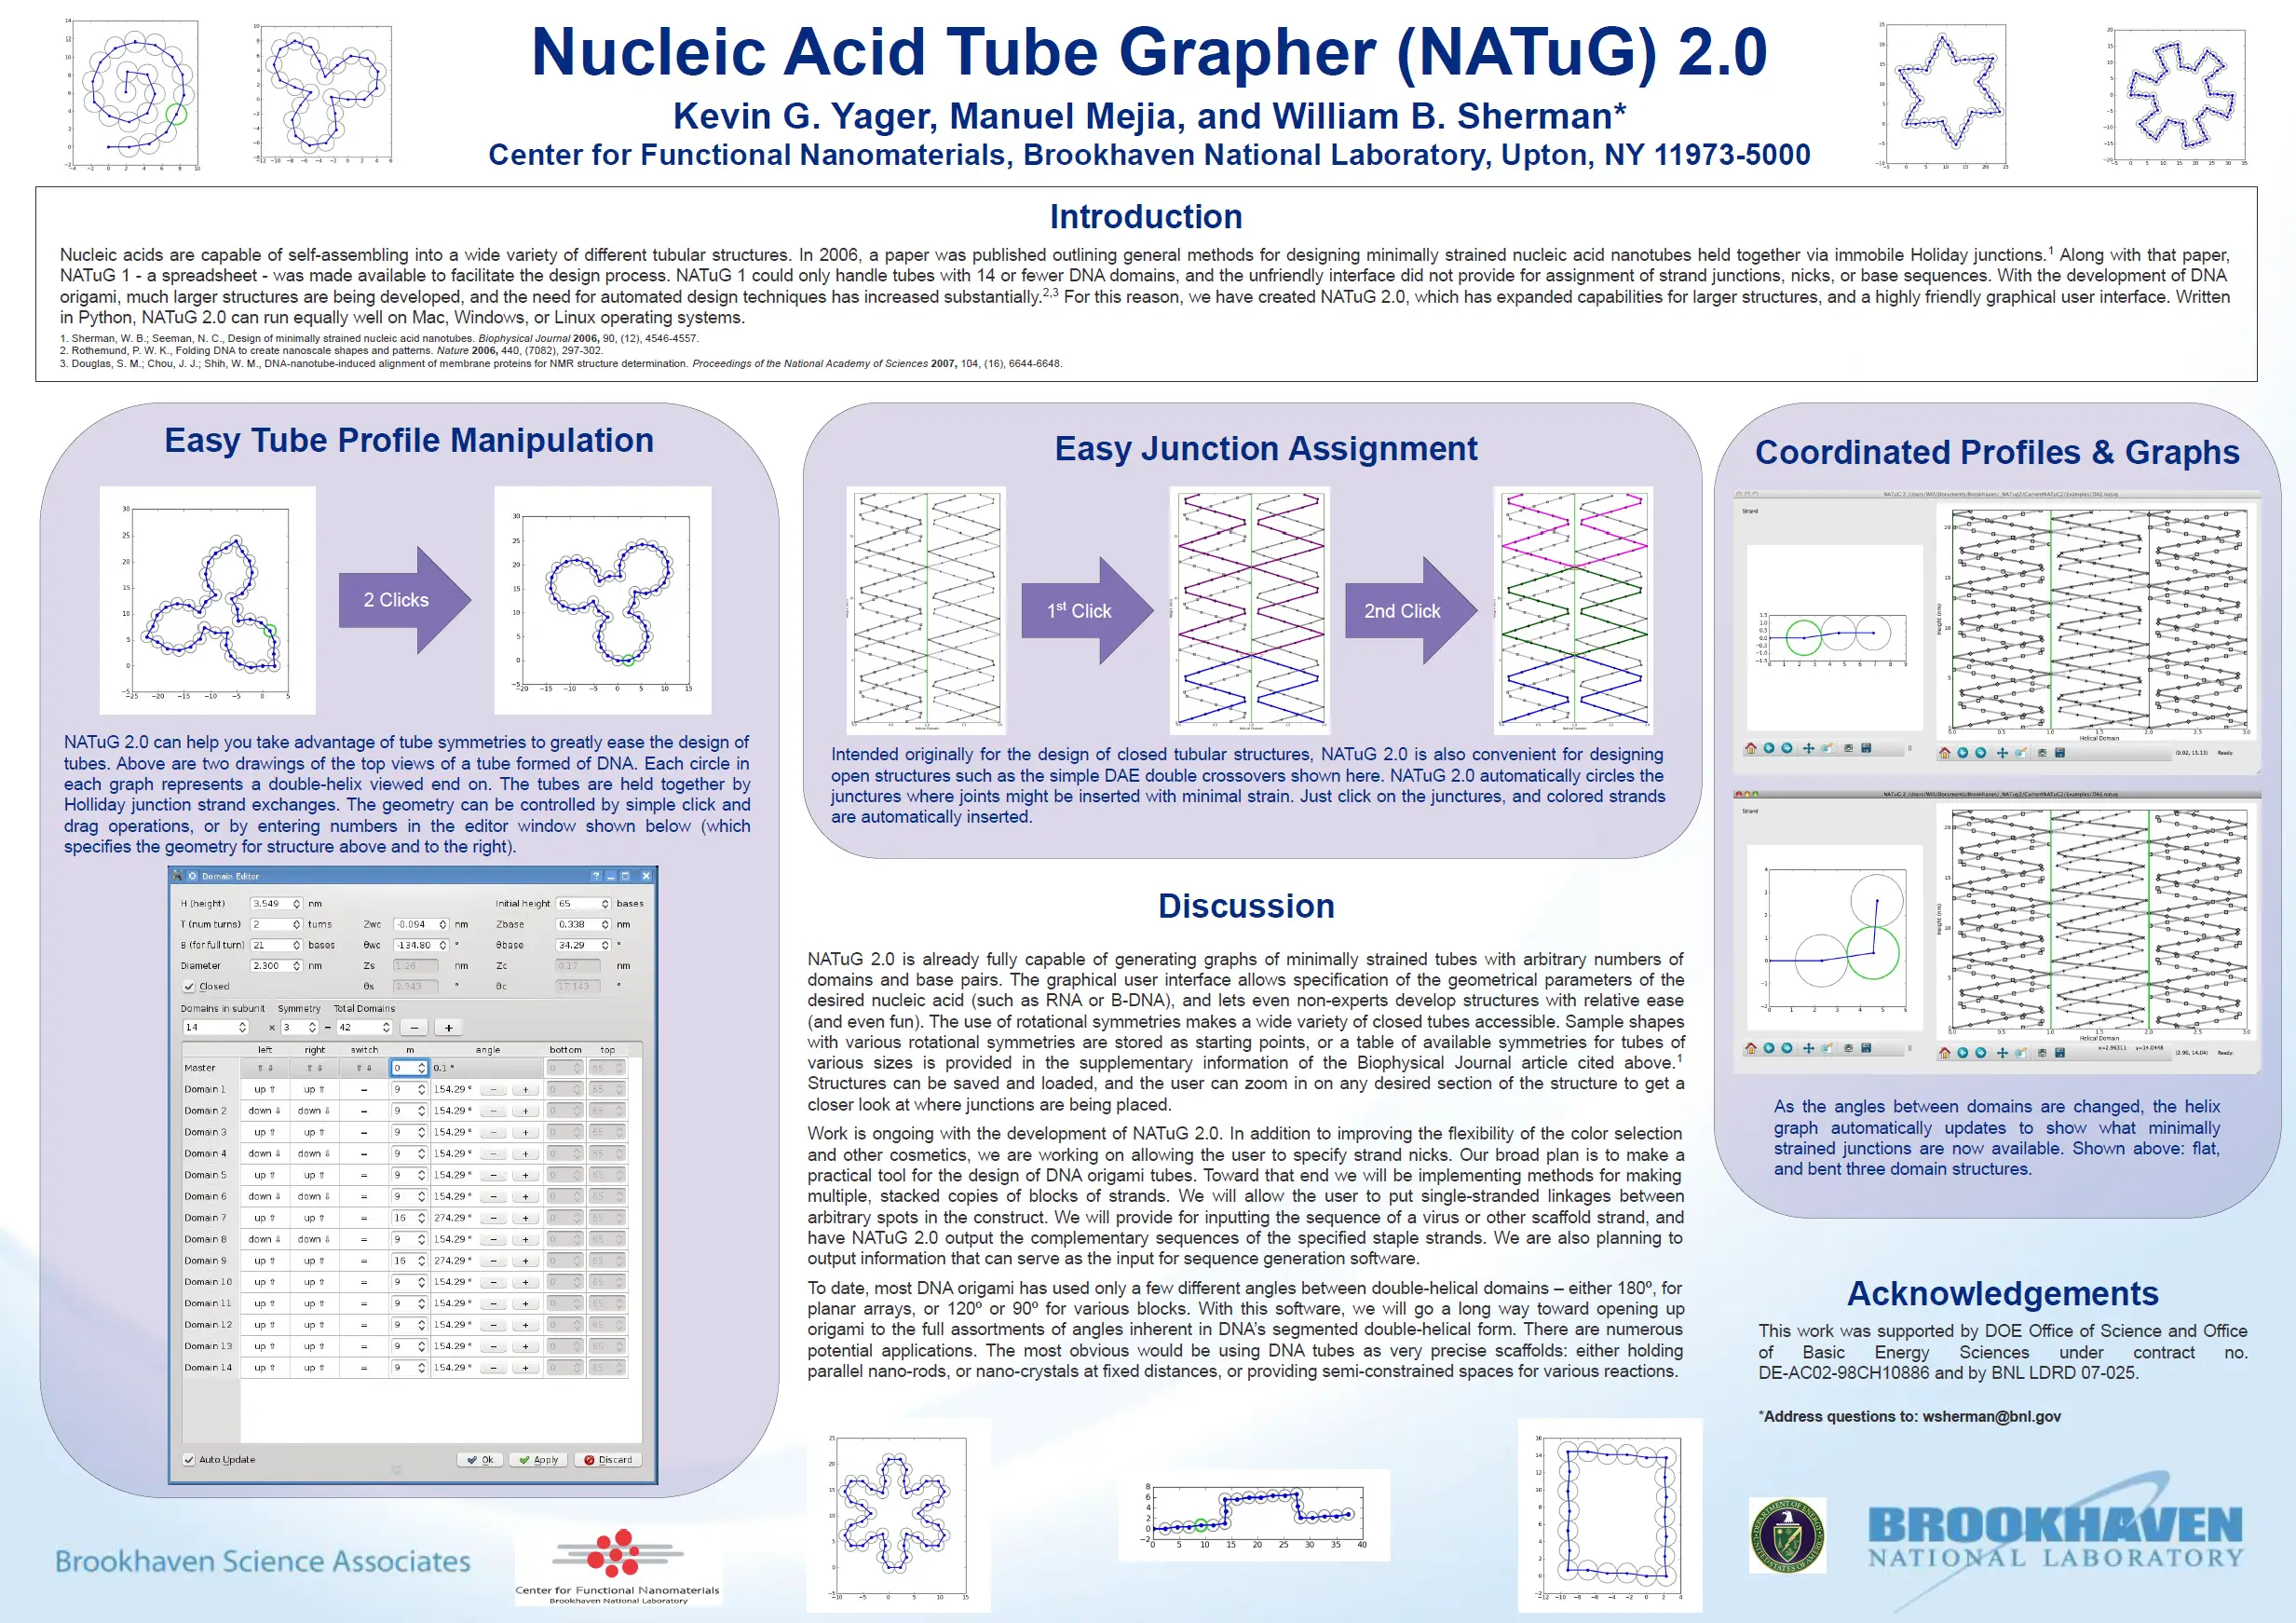 Nucleic Acid Tube Grapher (NATuG) 2.0
Kevin G. Yager, Manuel Mejia, and William B. Sherman*
Center for Functional Nanomaterials, Brookhaven National Laboratory, Upton, NY 11973-5000
Introduction
Nucleic acids are capable of self-assembling into a wide variety of different tubular structures. In 2006, a paper was published outlining general methods for designing minimally strained nucleic acid nanotubes held together via immobile Holiday junctions.1 Along with that paper,
NATuG 1 - a spreadsheet - was made available to facilitate the design process. NATuG 1 could only handle tubes with 14 or fewer DNA domains, and the unfriendly interface did not provide for assignment of strand junctions, nicks, or base sequences. With the development of DNA
origami, much larger structures are being developed, and the need for automated design techniques has increased substantially.2,3 For this reason, we have created NATuG 2.0, which has expanded capabilities for larger structures, and a highly friendly graphical user interface. Written
in Python, NATuG 2.0 can run equally well on Mac, Windows, or Linux operating systems.
1. Sherman, W. B.; Seeman, N. C., Design of minimally strained nucleic acid nanotubes. Biophysical Journal 2006, 90, (12), 4546-4557.
2. Rothemund, P. W. K., Folding DNA to create nanoscale shapes and patterns. Nature 2006, 440, (7082), 297-302.
3. Douglas, S. M.; Chou, J. J.; Shih, W. M., DNA-nanotube-induced alignment of membrane proteins for NMR structure determination. Proceedings of the National Academy of Sciences 2007, 104, (16), 6644-6648.
Easy Tube Profile Manipulation
2 Clicks
NATuG 2.0 can help you take advantage of tube symmetries to greatly ease the design of
tubes. Above are two drawings of the top views of a tube formed of DNA. Each circle in
each graph represents a double-helix viewed end on. The tubes are held together by
Holliday junction strand exchanges. The geometry can be controlled by simple click and
drag operations, or by entering numbers in the editor window shown below (which
specifies the geometry for structure above and to the right).
Domain Editor
H (height) 3.549 nm Initial height 65 bases
T (num turns) 2 turns Zwc -0.094 nm Zbase 0.338 nm
B (for full turn) 21 bases θwc -134.80 ° θbase 34.29 °
Diameter 2.300 nm Zs 1.26 nm Zc 0.17 nm
Closed θs 2.343 ° θc 17.143 °
Domains in subunit Symmetry Total Domains
14 × 3 = 42 − +
left right switch m angle bottom top
Master ⇑ ⇓ ⇑ ⇓ ⇑ ⇓ 0 0.1 ° 0 65
Domain 1 up ⇑ up ⇑ = 9 154.29 ° − + 0 65
Domain 2 down ⇓ down ⇓ = 9 154.29 ° − + 0 65
Domain 3 up ⇑ up ⇑ = 9 154.29 ° − + 0 65
Domain 4 down ⇓ down ⇓ = 9 154.29 ° − + 0 65
Domain 5 up ⇑ up ⇑ = 9 154.29 ° − + 0 65
Domain 6 down ⇓ down ⇓ = 9 154.29 ° − + 0 65
Domain 7 up ⇑ up ⇑ = 16 274.29 ° − + 0 65
Domain 8 down ⇓ down ⇓ = 9 154.29 ° − + 0 65
Domain 9 up ⇑ up ⇑ = 16 274.29 ° − + 0 65
Domain 10 up ⇑ up ⇑ = 9 154.29 ° − + 0 65
Domain 11 up ⇑ up ⇑ = 9 154.29 ° − + 0 65
Domain 12 up ⇑ up ⇑ = 9 154.29 ° − + 0 65
Domain 13 up ⇑ up ⇑ = 9 154.29 ° − + 0 65
Domain 14 up ⇑ up ⇑ = 9 154.29 ° − + 0 65
Auto Update Ok Apply Discard
Easy Junction Assignment
1st Click
2nd Click
Intended originally for the design of closed tubular structures, NATuG 2.0 is also convenient for designing
open structures such as the simple DAE double crossovers shown here. NATuG 2.0 automatically circles the
junctures where joints might be inserted with minimal strain. Just click on the junctures, and colored strands
are automatically inserted.
Discussion
NATuG 2.0 is already fully capable of generating graphs of minimally strained tubes with arbitrary numbers of
domains and base pairs. The graphical user interface allows specification of the geometrical parameters of the
desired nucleic acid (such as RNA or B-DNA), and lets even non-experts develop structures with relative ease
(and even fun). The use of rotational symmetries makes a wide variety of closed tubes accessible. Sample shapes
with various rotational symmetries are stored as starting points, or a table of available symmetries for tubes of
various sizes is provided in the supplementary information of the Biophysical Journal article cited above.1
Structures can be saved and loaded, and the user can zoom in on any desired section of the structure to get a
closer look at where junctions are being placed.
Work is ongoing with the development of NATuG 2.0. In addition to improving the flexibility of the color selection
and other cosmetics, we are working on allowing the user to specify strand nicks. Our broad plan is to make a
practical tool for the design of DNA origami tubes. Toward that end we will be implementing methods for making
multiple, stacked copies of blocks of strands. We will allow the user to put single-stranded linkages between
arbitrary spots in the construct. We will provide for inputting the sequence of a virus or other scaffold strand, and
have NATuG 2.0 output the complementary sequences of the specified staple strands. We are also planning to
output information that can serve as the input for sequence generation software.
To date, most DNA origami has used only a few different angles between double-helical domains – either 180º, for
planar arrays, or 120º or 90º for various blocks. With this software, we will go a long way toward opening up
origami to the full assortments of angles inherent in DNA's segmented double-helical form. There are numerous
potential applications. The most obvious would be using DNA tubes as very precise scaffolds: either holding
parallel nano-rods, or nano-crystals at fixed distances, or providing semi-constrained spaces for various reactions.
Coordinated Profiles & Graphs
Strand
Height (nm)
Helical Domain
(0.02, 15.13) Ready.
Strand
Height (nm)
Helical Domain
x=2.96311 y=14.0448
(2.96, 14.04) Ready.
As the angles between domains are changed, the helix
graph automatically updates to show what minimally
strained junctions are now available. Shown above: flat,
and bent three domain structures.
Acknowledgements
This work was supported by DOE Office of Science and Office
of Basic Energy Sciences under contract no.
DE-AC02-98CH10886 and by BNL LDRD 07-025.
*Address questions to: wsherman@bnl.gov
Brookhaven Science Associates
Center for Functional Nanomaterials
Brookhaven National Laboratory
BROOKHAVEN
NATIONAL LABORATORY